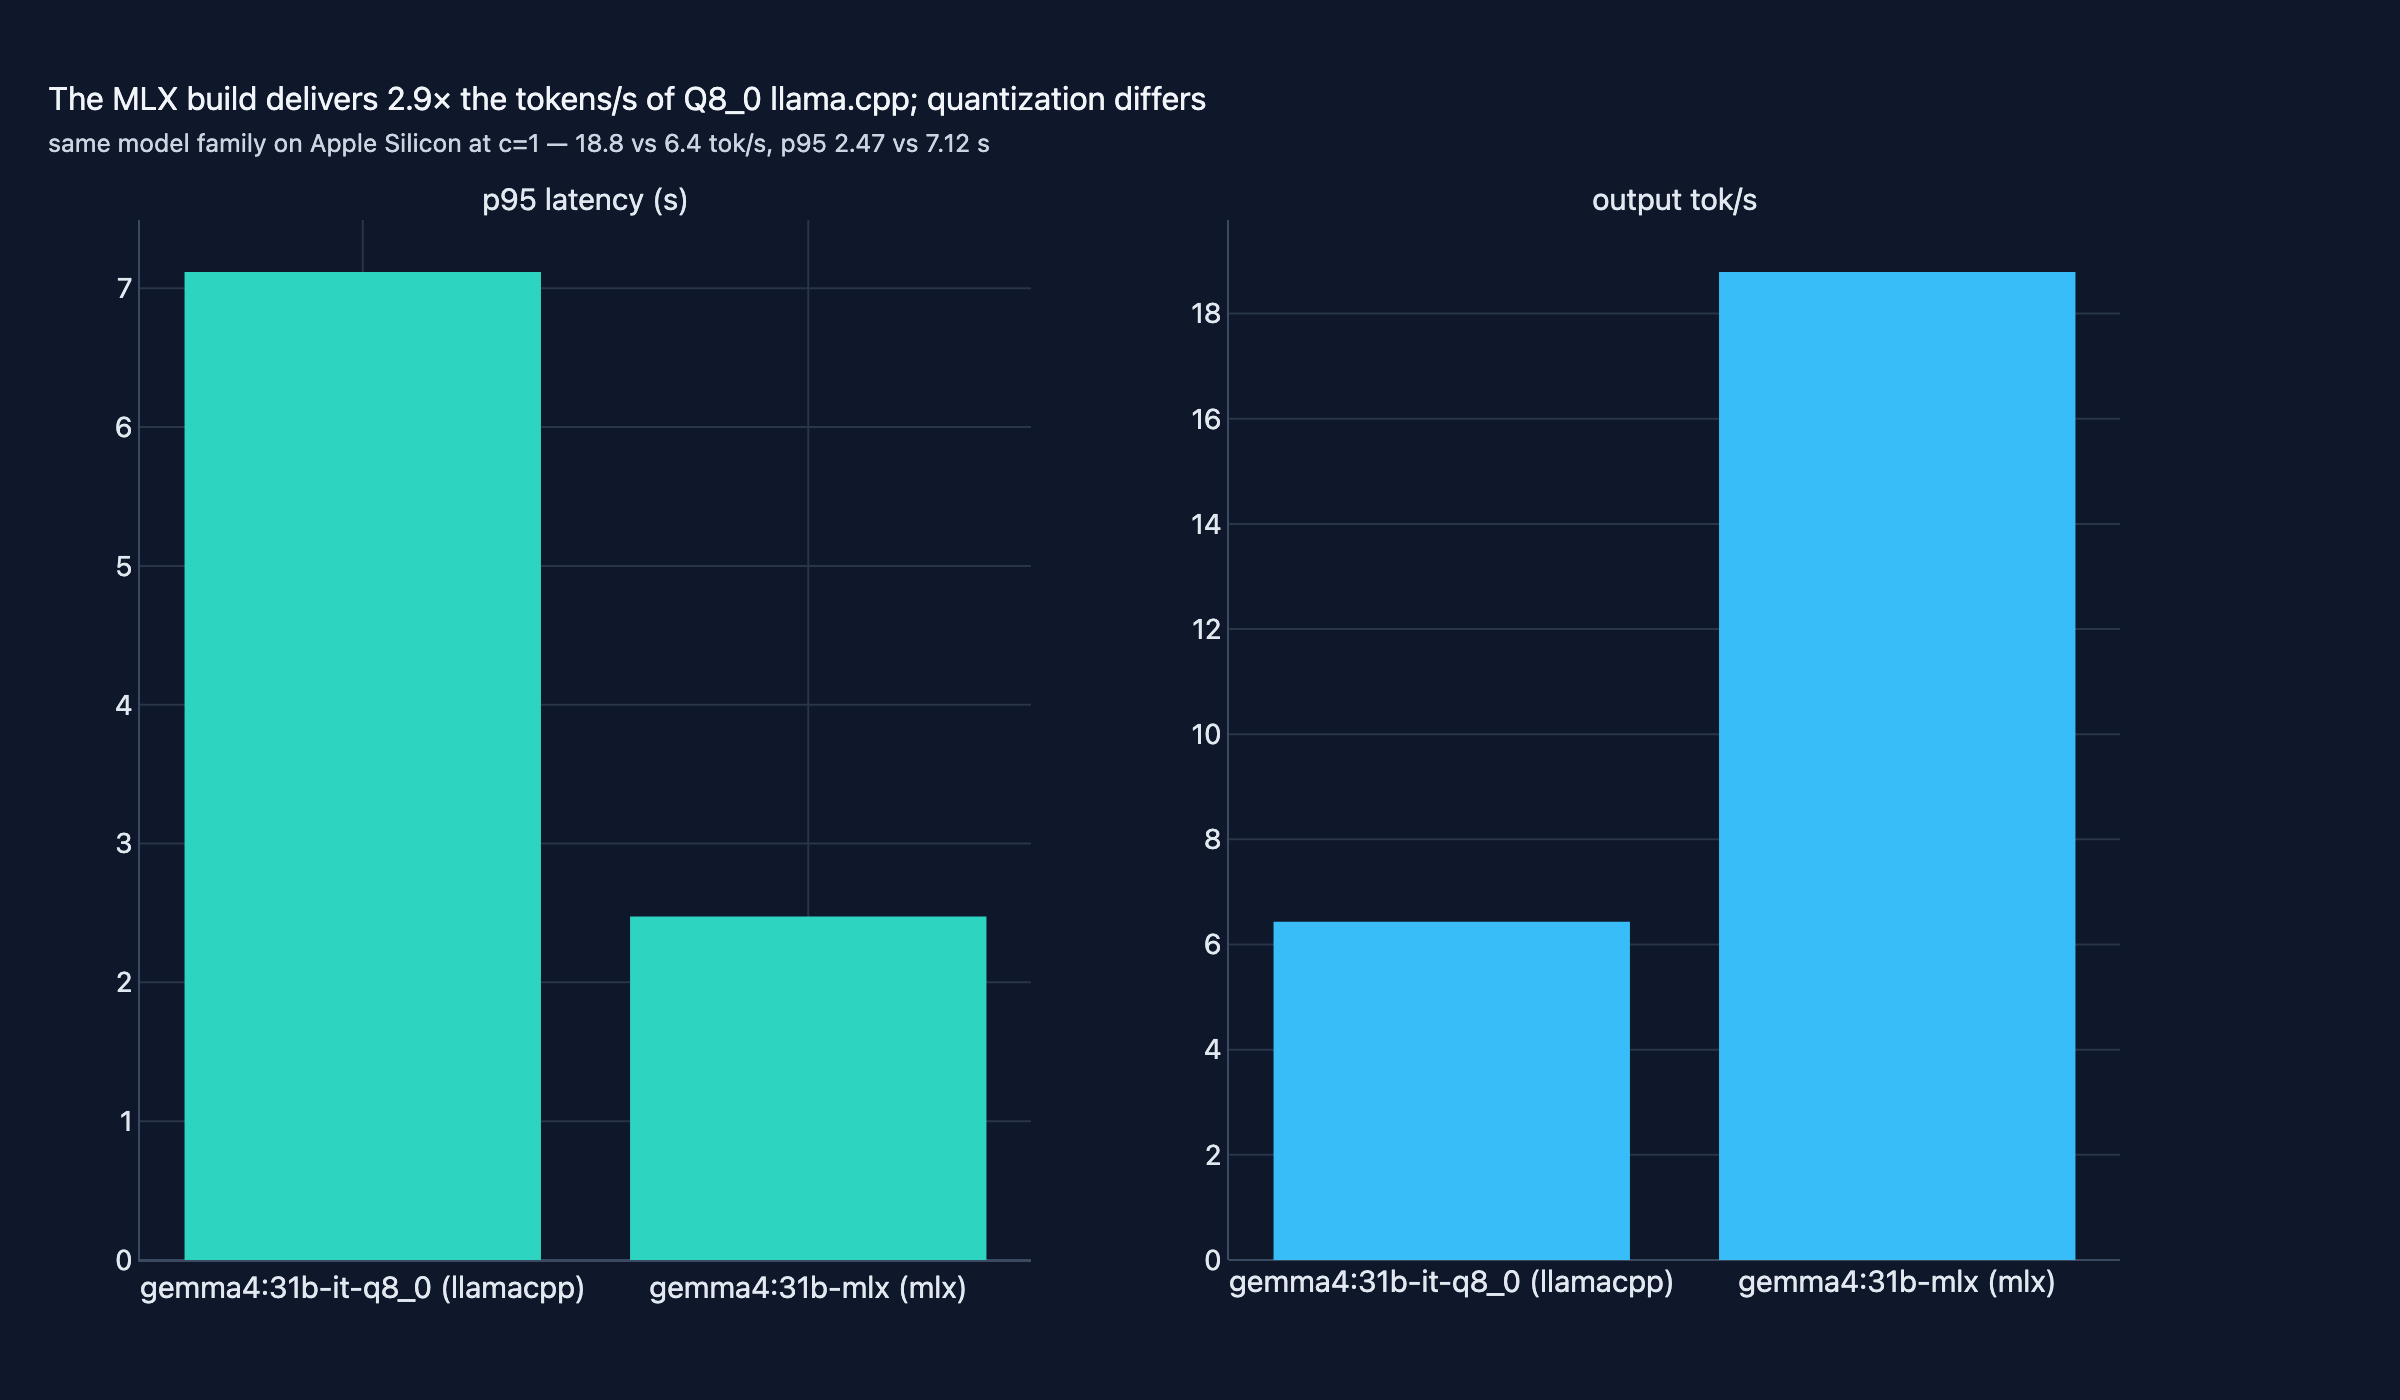 The MLX build delivers 2.9× the tokens/s of Q8_0 llama.cpp; quantization differs
same model family on Apple Silicon at c=1 — 18.8 vs 6.4 tok/s, p95 2.47 vs 7.12 s
p95 latency (s)
7
6
5
4
3
2
1
0
gemma4:31b-it-q8_0 (llamacpp)
gemma4:31b-mlx (mlx)
output tok/s
18
16
14
12
10
8
6
4
2
0
gemma4:31b-it-q8_0 (llamacpp)
gemma4:31b-mlx (mlx)